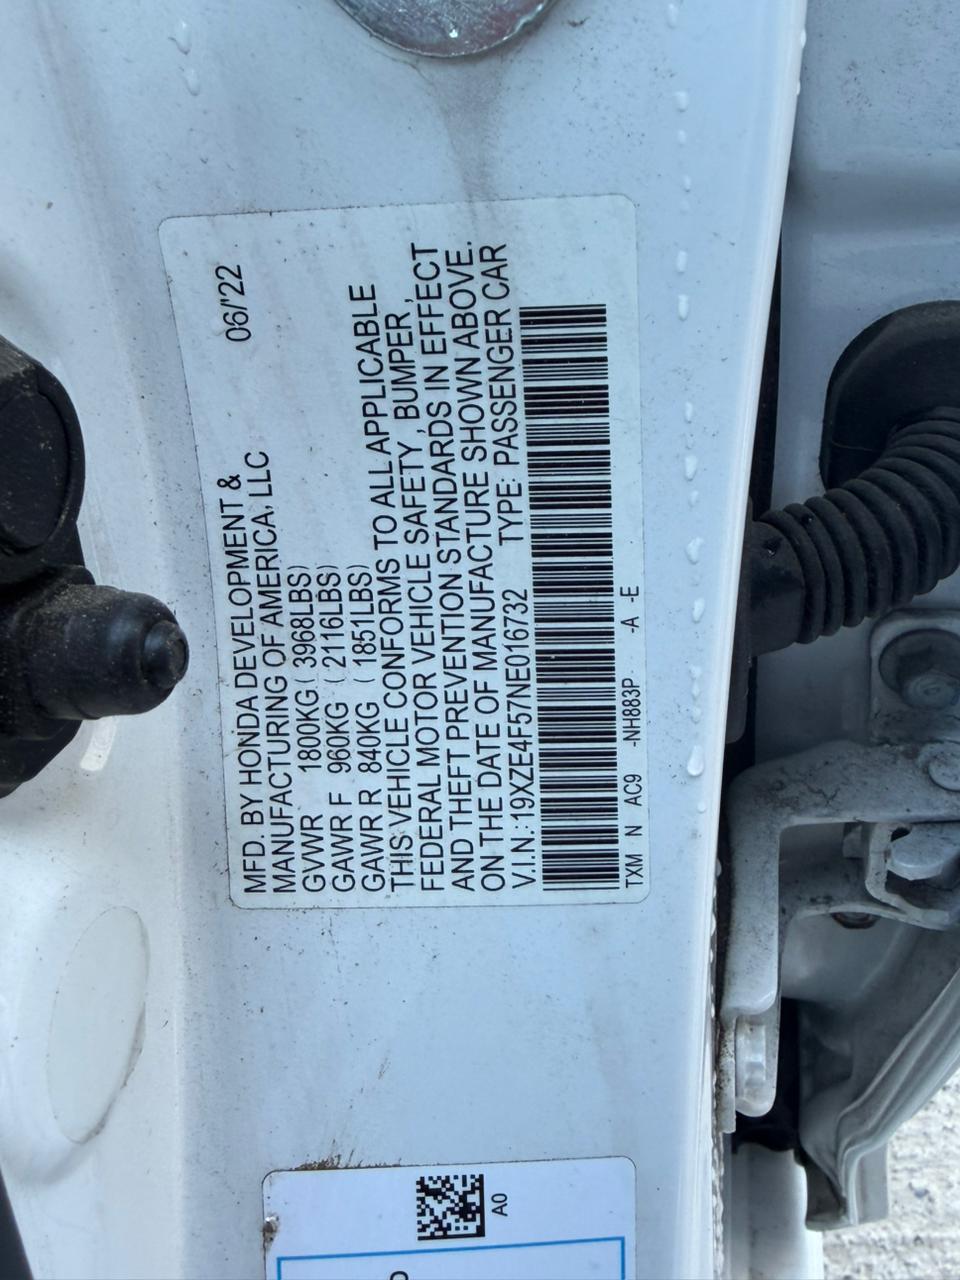 MFD. BY HONDA DEVELOPMENT & 06/'22
MANUFACTURING OF AMERICA, LLC
GVWR 1800KG ( 3968LBS)
GAWR F 960KG ( 2116LBS)
GAWR R 840KG ( 1851LBS)
THIS VEHICLE CONFORMS TO ALL APPLICABLE
FEDERAL MOTOR VEHICLE SAFETY , BUMPER,
AND THEFT PREVENTION STANDARDS IN EFFECT
ON THE DATE OF MANUFACTURE SHOWN ABOVE.
V.I.N.: 19XZE4F57NE016732 TYPE: PASSENGER CAR
TXM N AC9 -NH883P -A -E
A0